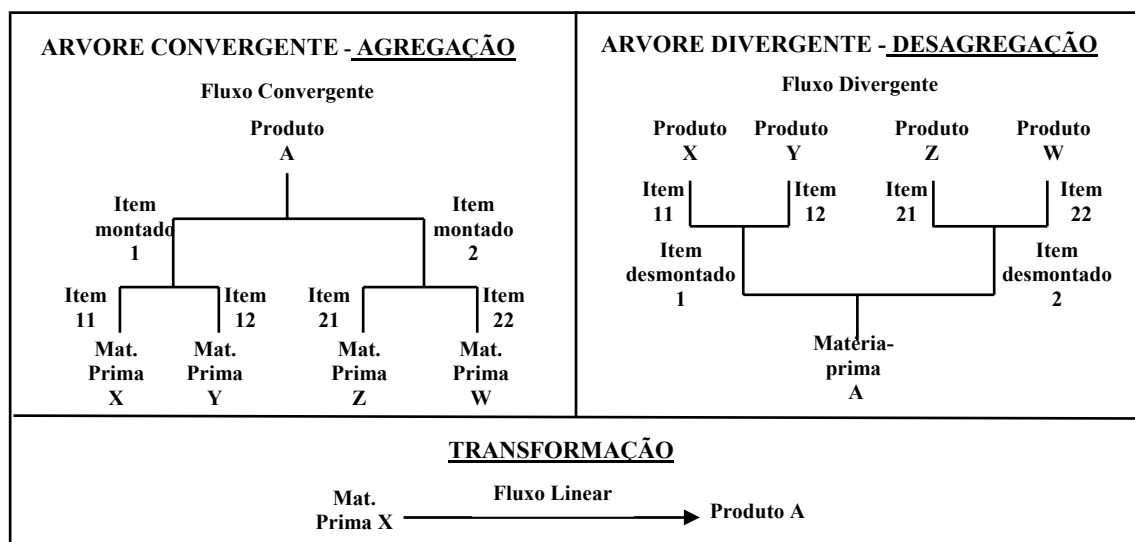 ARVORE CONVERGENTE - AGREGAÇÃO
Fluxo Convergente
Produto
A
Item
montado
1
Item
montado
2
Item
11
Item
12
Item
21
Item
22
Mat.
Prima
X
Mat.
Prima
Y
Mat.
Prima
Z
Mat.
Prima
W
ARVORE DIVERGENTE - DESAGREGAÇÃO
Fluxo Divergente
Produto
X
Produto
Y
Produto
Z
Produto
W
Item
11
Item
12
Item
21
Item
22
Item
desmontado
1
Item
desmontado
2
Matéria-
prima
A
TRANSFORMAÇÃO
Mat.
Prima X
Fluxo Linear
Produto A